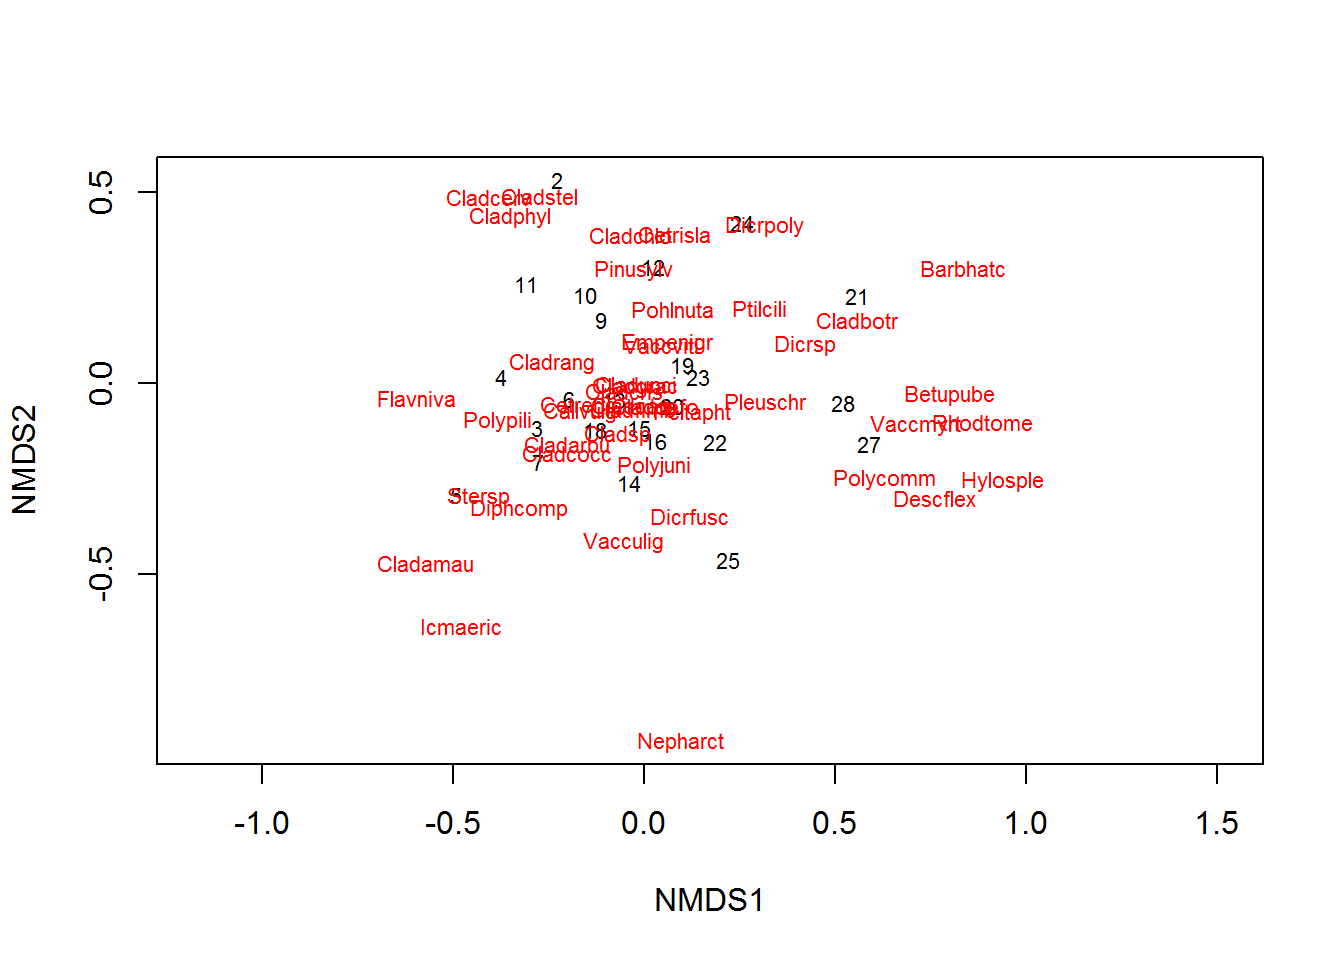 2
Cladcerv
Cladstel
Cladphyl
24
Dicrpoly
Cladchlo
Cetrisla
12
Pinusylv
Barbhatc
11
10
21
Pohlnuta
Ptilcili
9
Cladbotr
Empenigr
Vaccviti
Dicrsp
Cladrang
19
4
23
Flavniva
6
Betupube
Pleuschr
28
20
Polypili
Vaccmyrt
Rhodtome
3
18
15
Cladsp
16
22
27
Cladarbu
Cladcocc
7
Polyjuni
Polycomm
Hylosple
14
Stersp
Descflex
Diphcomp
Dicrfusc
Vacculig
25
Cladamau
Icmaeric
Nepharct
0.5
0.0
-0.5
NMDS2
-1.0
-0.5
0.0
0.5
1.0
1.5
NMDS1